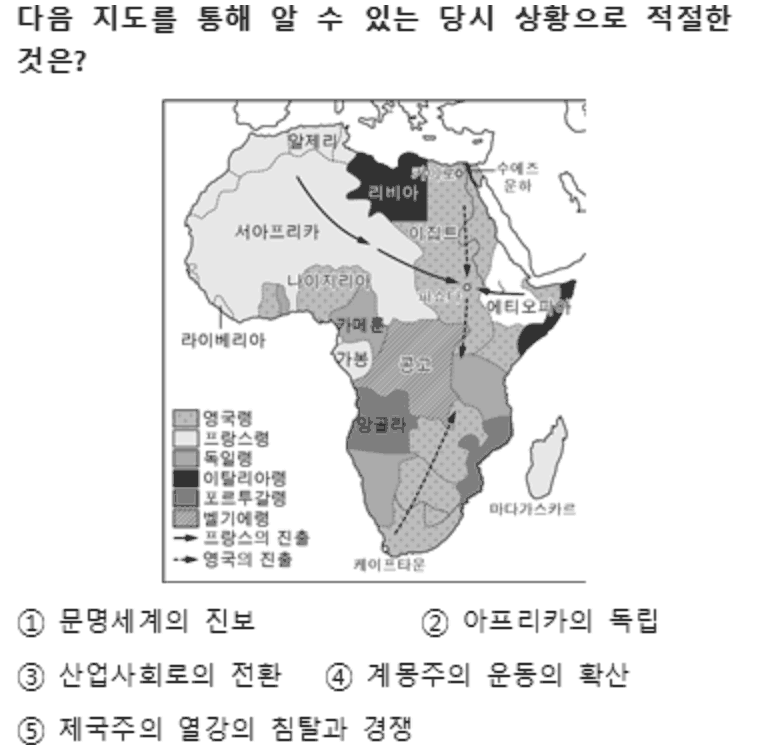 다음 지도를 통해 알 수 있는 당시 상황으로 적절한
것은?
알제리
리비아
카이로
수에즈
운하
서아프리카
이집트
나이지리아
파쇼다
에티오피아
라이베리아
카메룬
가봉
콩고
앙골라
영국령
프랑스령
독일령
이탈리아령
포르투갈령
벨기에령
프랑스의 진출
영국의 진출
마다가스카르
케이프타운
① 문명세계의 진보 ② 아프리카의 독립
③ 산업사회로의 전환 ④ 계몽주의 운동의 확산
⑤ 제국주의 열강의 침탈과 경쟁